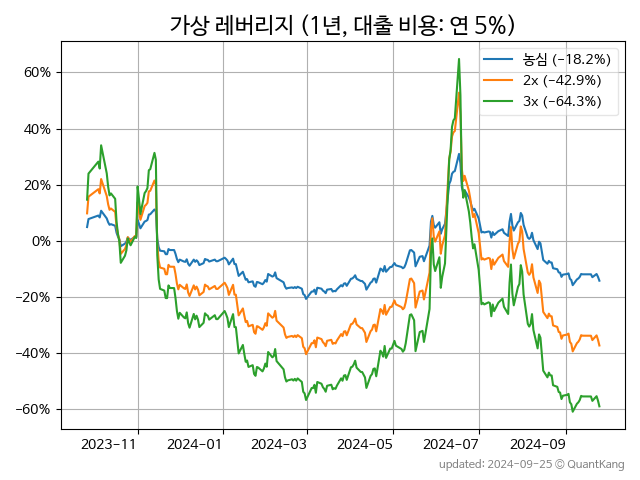 가상 레버리지 (1년, 대출 비용: 연 5%)
농심 (−18.2%)
2x (−42.9%)
3x (−64.3%)
60%
40%
20%
0%
−20%
−40%
−60%
2023-11
2024-01
2024-03
2024-05
2024-07
2024-09
updated: 2024-09-25 © QuantKang